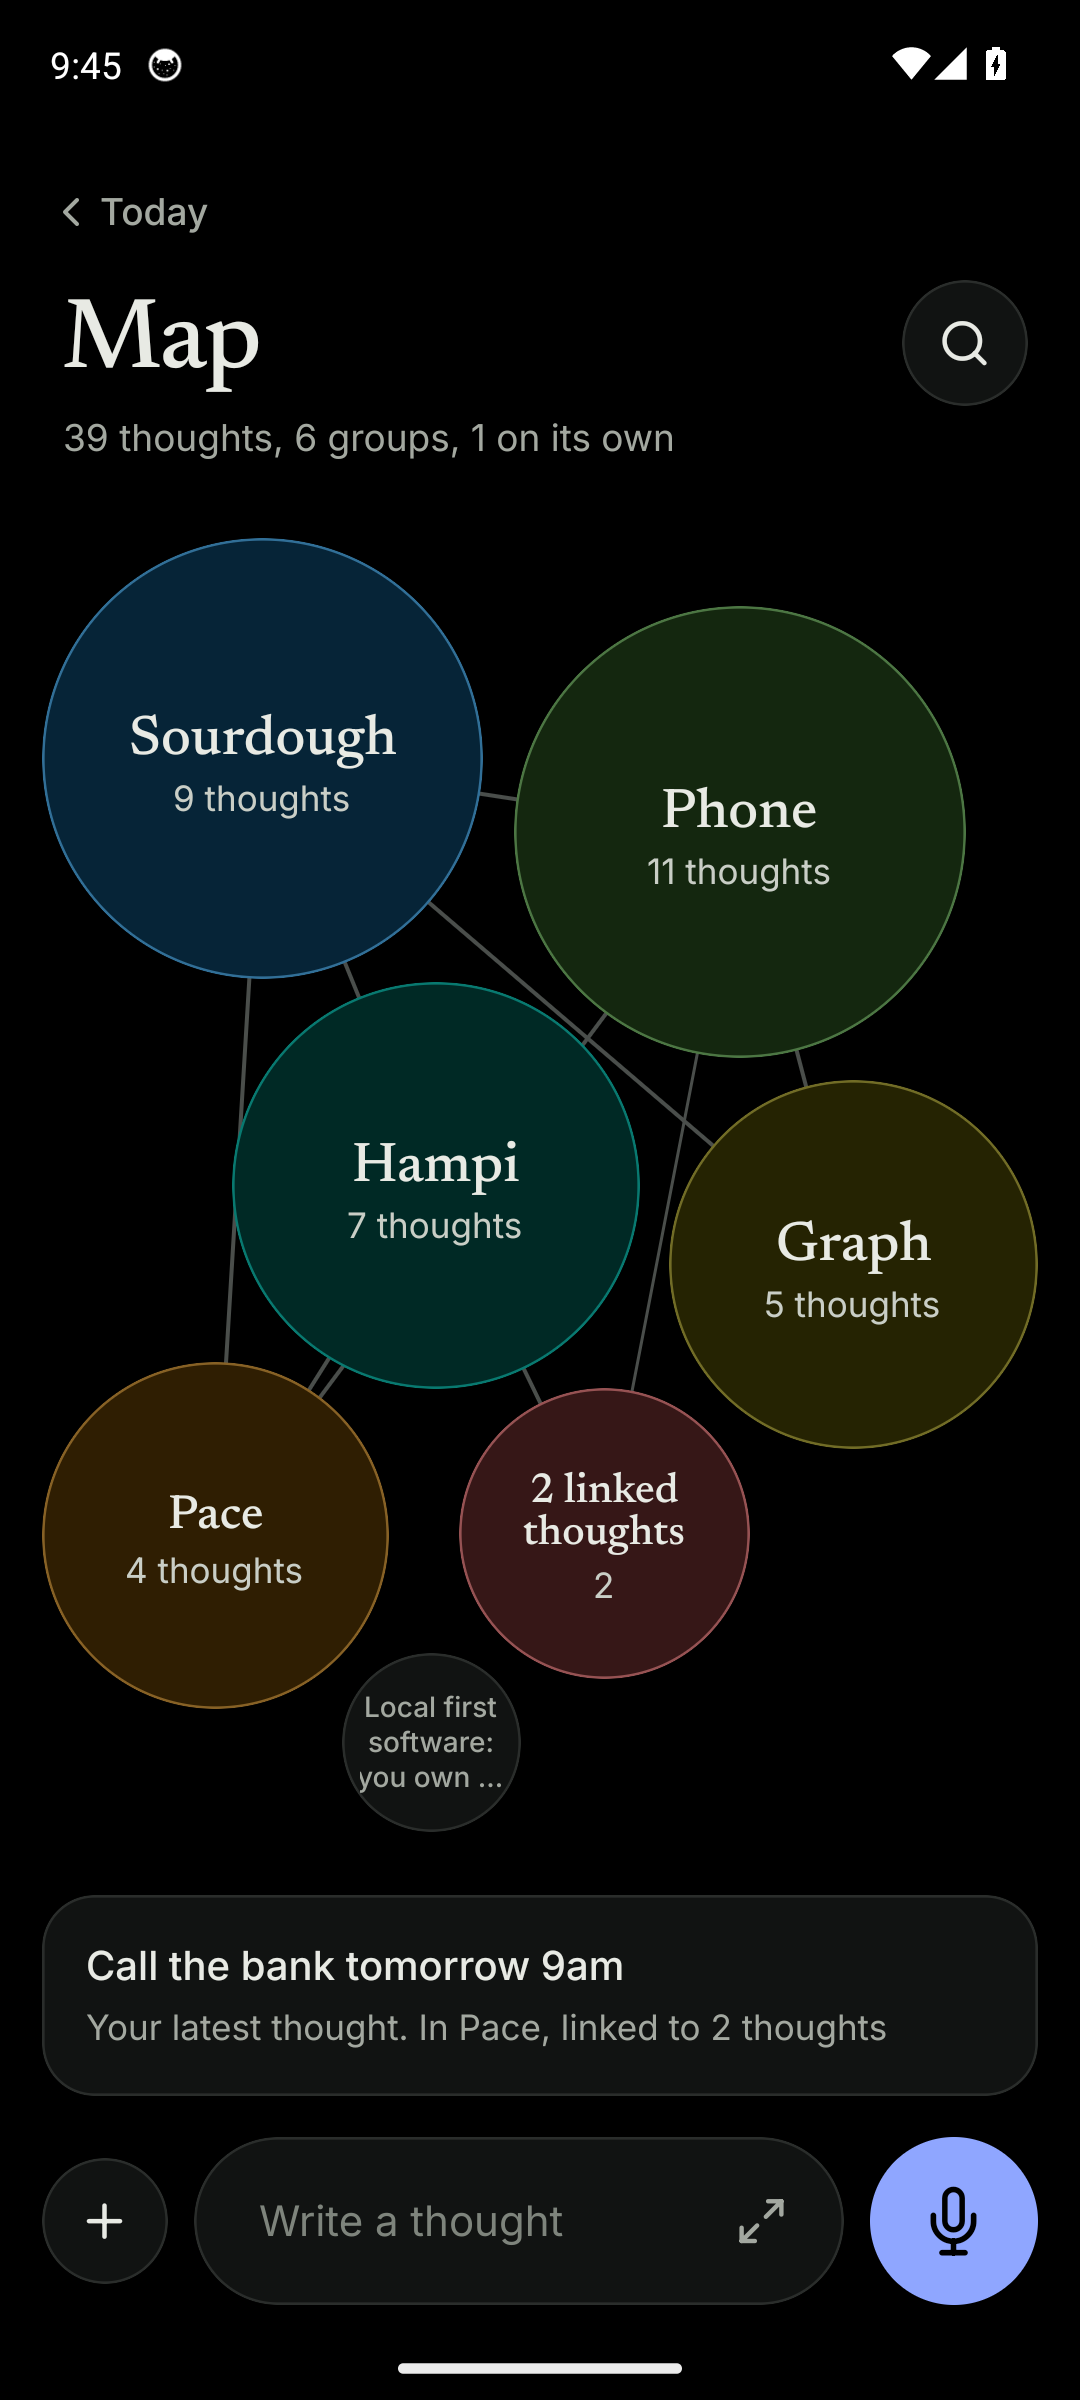 9:45
Today
Map
39 thoughts, 6 groups, 1 on its own
Sourdough
9 thoughts
Phone
11 thoughts
Hampi
7 thoughts
Graph
5 thoughts
Pace
4 thoughts
2 linked
thoughts
2
Local first
software:
you own ...
Call the bank tomorrow 9am
Your latest thought. In Pace, linked to 2 thoughts
Write a thought